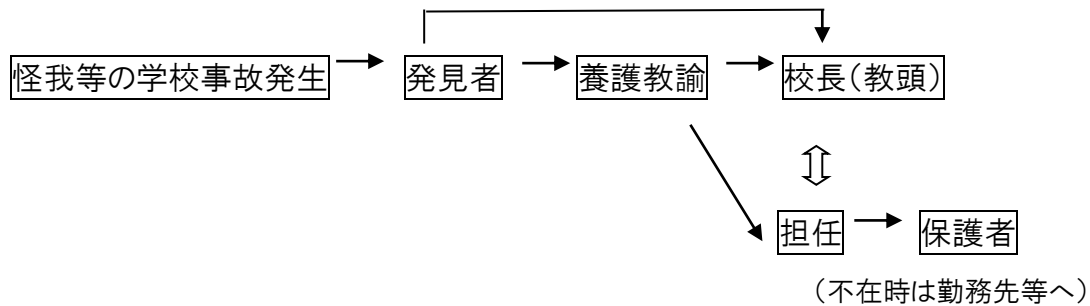 怪我等の学校事故発生
発見者
養護教諭
校長（教頭）
担任
保護者
（不在時は勤務先等へ）